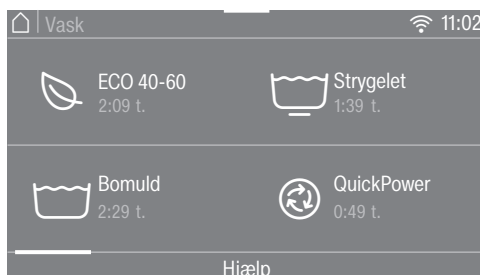 Vask
11:02
ECO 40-60
2:09 t.
Strygelet
1:39 t.
Bomuld
2:29 t.
QuickPower
0:49 t.
Hjælp